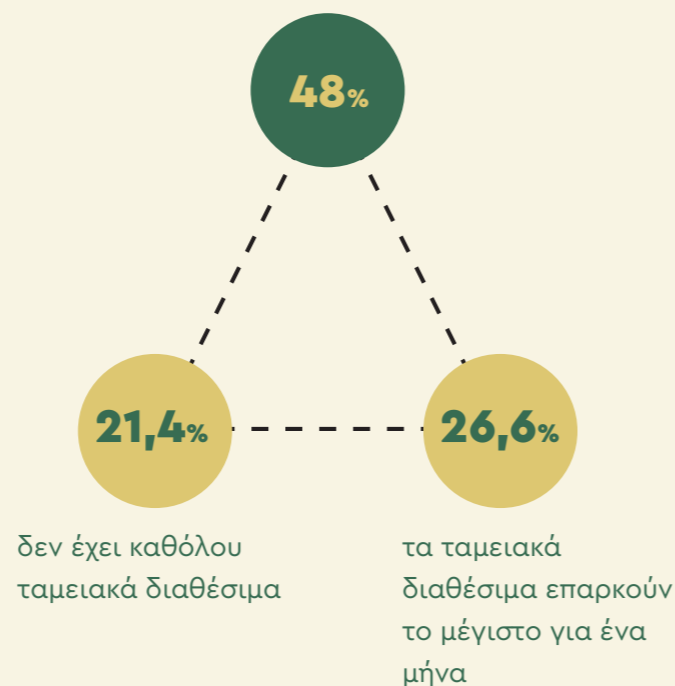 48%
21,4%
26,6%
δεν έχει καθόλου
ταμειακά διαθέσιμα
τα ταμειακά
διαθέσιμα επαρκούν
το μέγιστο για ένα
μήνα